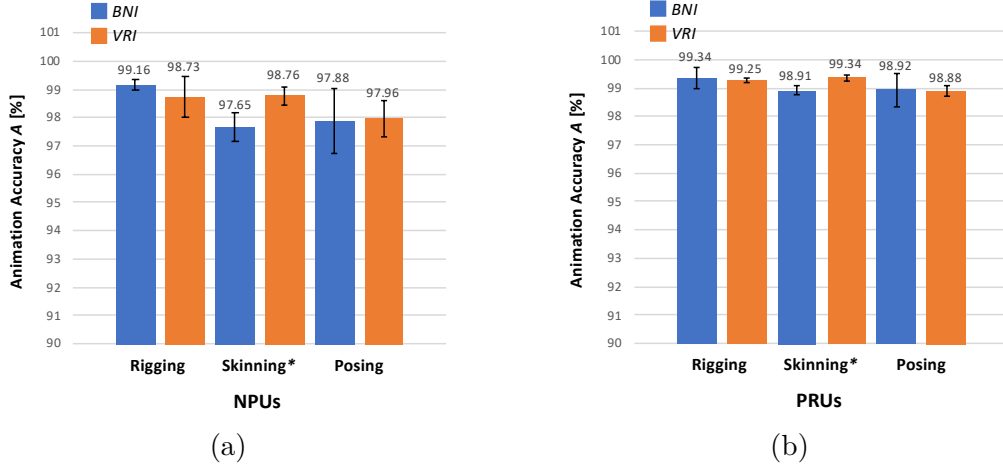 BNI
VRI
101
100
99
98
97
96
95
94
93
92
91
90
Animation Accuracy A [%]
99.16
98.73
97.65
98.76
97.88
97.96
Rigging
Skinning*
Posing
NPUs
(a)
BNI
VRI
101
100
99
98
97
96
95
94
93
92
91
90
Animation Accuracy A [%]
99.34
99.25
98.91
99.34
98.92
98.88
Rigging
Skinning*
Posing
PRUs
(b)